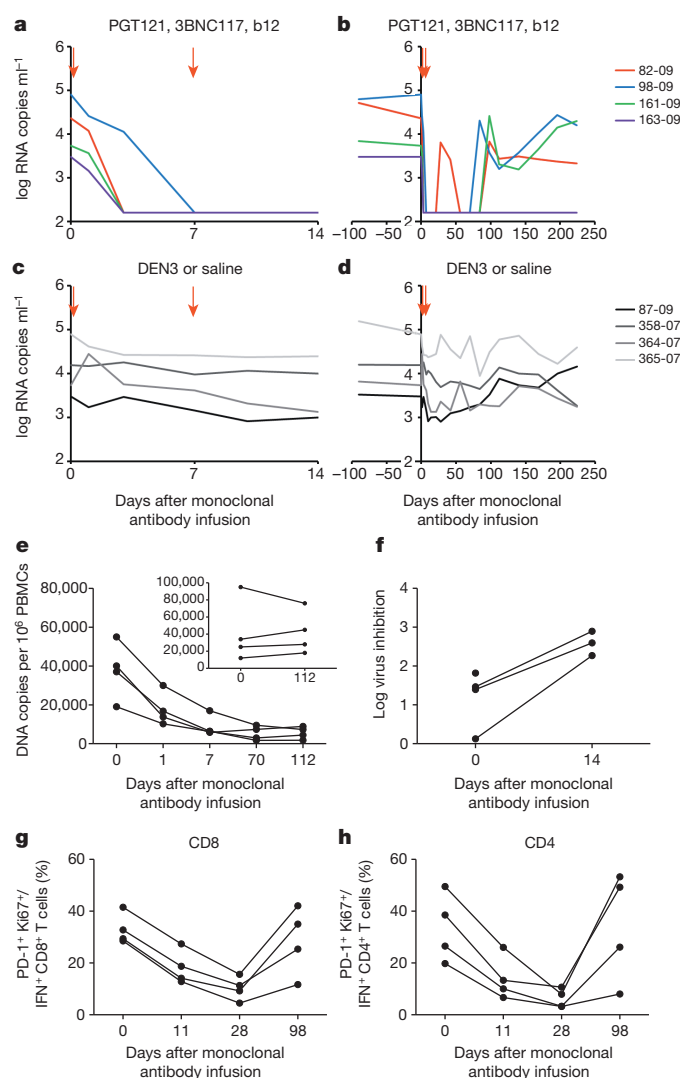 a
PGT121, 3BNC117, b12
log RNA copies ml⁻¹
6
5
4
3
2
0
7
14
b
PGT121, 3BNC117, b12
6
5
4
3
2
−100
−50
0
50
100
150
200
250
82-09
98-09
161-09
163-09
c
DEN3 or saline
log RNA copies ml⁻¹
6
5
4
3
2
0
7
14
Days after monoclonal
antibody infusion
d
DEN3 or saline
6
5
4
3
2
−100
−50
0
50
100
150
200
250
Days after monoclonal
antibody infusion
87-09
358-07
364-07
365-07
e
DNA copies per 10⁶ PBMCs
80,000
60,000
40,000
20,000
0
0
1
7
70
112
Days after monoclonal
antibody infusion
100,000
80,000
60,000
40,000
20,000
0
0
112
f
Log virus inhibition
4
3
2
1
0
0
14
Days after monoclonal
antibody infusion
g
CD8
PD-1⁺ Ki67⁺/
IFN⁺ CD8⁺ T cells (%)
60
40
20
0
0
11
28
98
Days after monoclonal
antibody infusion
h
CD4
PD-1⁺ Ki67⁺/
IFN⁺ CD4⁺ T cells (%)
60
40
20
0
0
11
28
98
Days after monoclonal
antibody infusion